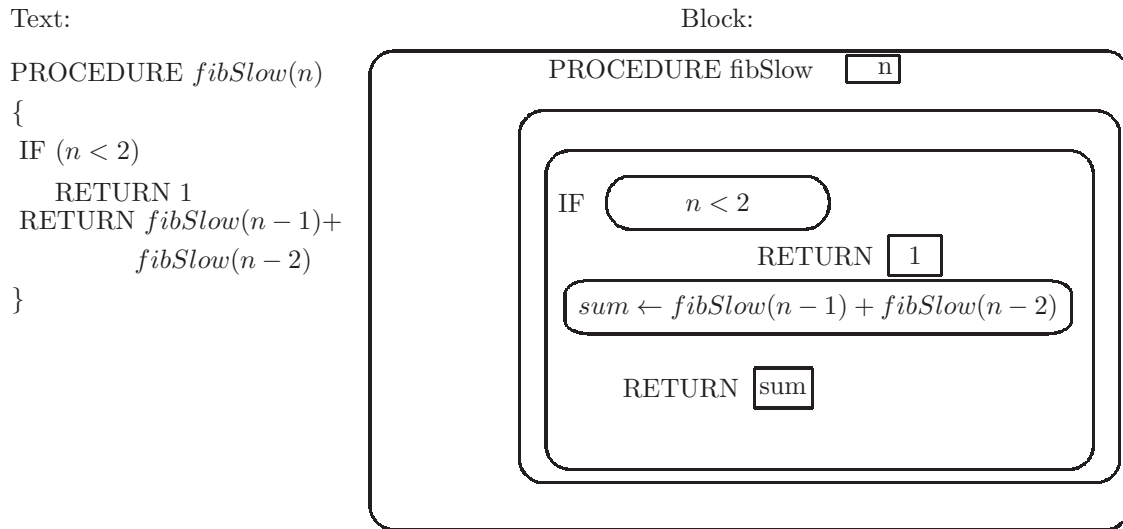 Text:
PROCEDURE fibSlow(n)
{
IF (n < 2)
RETURN 1
RETURN fibSlow(n − 1)+
fibSlow(n − 2)
}
Block:
PROCEDURE fibSlow n
IF n < 2
RETURN 1
sum ← fibSlow(n − 1) + fibSlow(n − 2)
RETURN sum